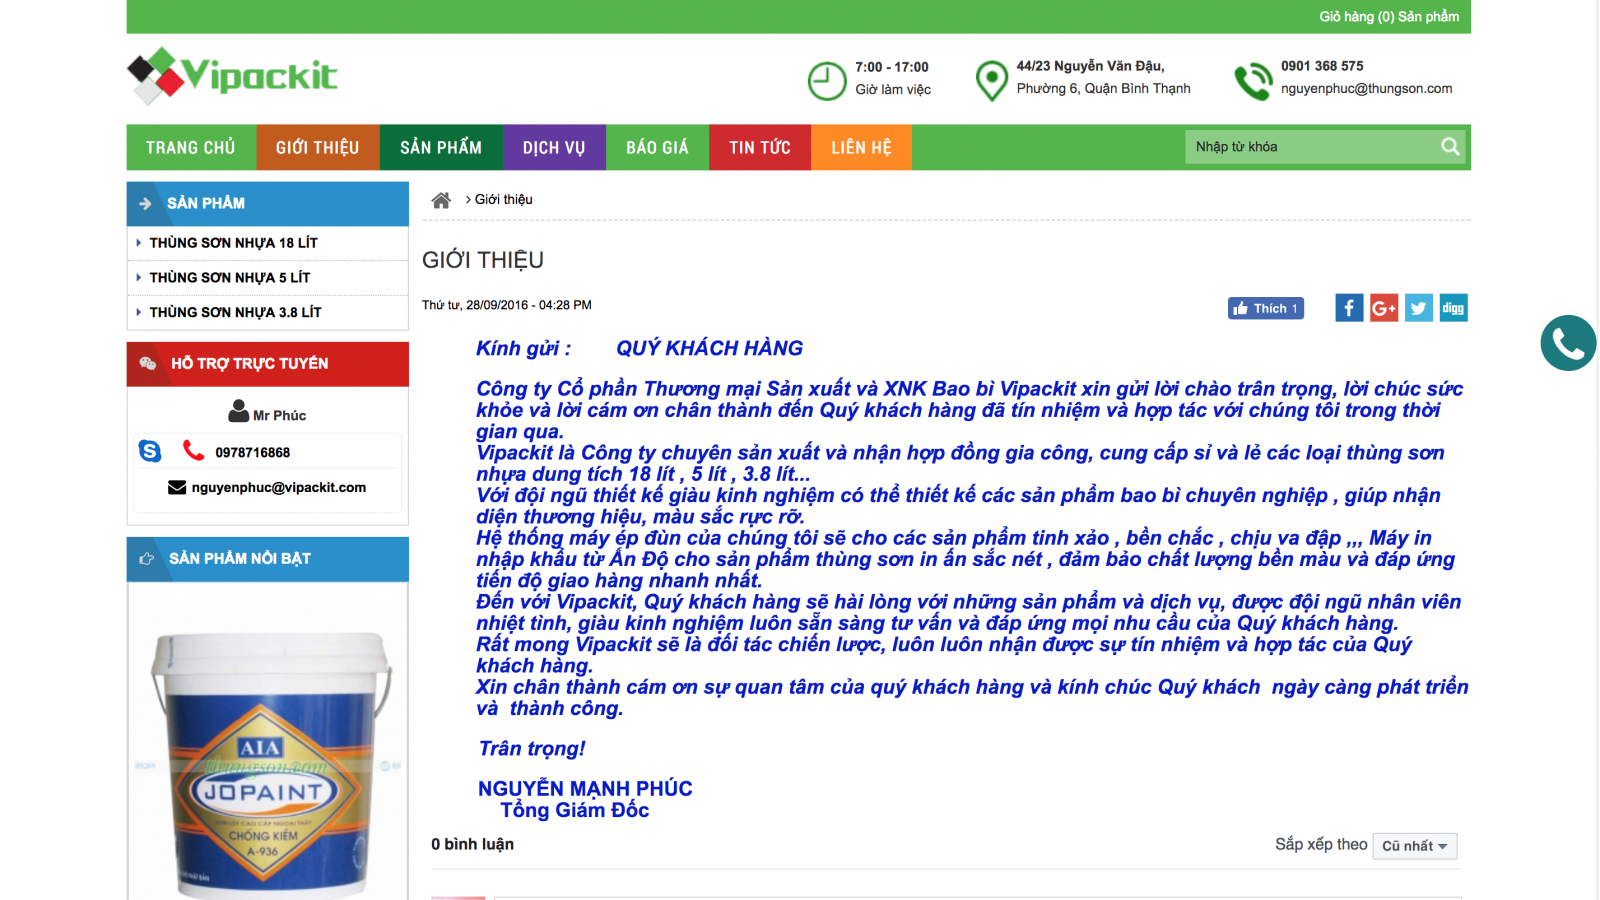 Giỏ hàng (0) Sản phẩm
Vipackit
7:00 - 17:00
Giờ làm việc
44/23 Nguyễn Văn Đậu,
Phường 6, Quận Bình Thạnh
0901 368 575
nguyenphuc@thungson.com
TRANG CHỦ GIỚI THIỆU SẢN PHẨM DỊCH VỤ BÁO GIÁ TIN TỨC LIÊN HỆ
Nhập từ khóa
SẢN PHẨM
THÙNG SƠN NHỰA 18 LÍT
THÙNG SƠN NHỰA 5 LÍT
THÙNG SƠN NHỰA 3.8 LÍT
HỖ TRỢ TRỰC TUYẾN
Mr Phúc
0978716868
nguyenphuc@vipackit.com
SẢN PHẨM NỔI BẬT
AIA
thungson.com
JOPAINT
CHỐNG KIỀM
A-936
› Giới thiệu
GIỚI THIỆU
Thứ tư, 28/09/2016 - 04:28 PM
Thích 1
f G+ digg
Kính gửi : QUÝ KHÁCH HÀNG
Công ty Cổ phần Thương mại Sản xuất và XNK Bao bì Vipackit xin gửi lời chào trân trọng, lời chúc sức
khỏe và lời cám ơn chân thành đến Quý khách hàng đã tín nhiệm và hợp tác với chúng tôi trong thời
gian qua.
Vipackit là Công ty chuyên sản xuất và nhận hợp đồng gia công, cung cấp sỉ và lẻ các loại thùng sơn
nhựa dung tích 18 lít , 5 lít , 3.8 lít...
Với đội ngũ thiết kế giàu kinh nghiệm có thể thiết kế các sản phẩm bao bì chuyên nghiệp , giúp nhận
diện thương hiệu, màu sắc rực rỡ.
Hệ thống máy ép đùn của chúng tôi sẽ cho các sản phẩm tinh xảo , bền chắc , chịu va đập ,,, Máy in
nhập khẩu từ Ấn Độ cho sản phẩm thùng sơn in ấn sắc nét , đảm bảo chất lượng bền màu và đáp ứng
tiến độ giao hàng nhanh nhất.
Đến với Vipackit, Quý khách hàng sẽ hài lòng với những sản phẩm và dịch vụ, được đội ngũ nhân viên
nhiệt tình, giàu kinh nghiệm luôn sẵn sàng tư vấn và đáp ứng mọi nhu cầu của Quý khách hàng.
Rất mong Vipackit sẽ là đối tác chiến lược, luôn luôn nhận được sự tín nhiệm và hợp tác của Quý
khách hàng.
Xin chân thành cám ơn sự quan tâm của quý khách hàng và kính chúc Quý khách ngày càng phát triển
và thành công.
Trân trọng!
NGUYỄN MẠNH PHÚC
Tổng Giám Đốc
0 bình luận
Sắp xếp theo Cũ nhất